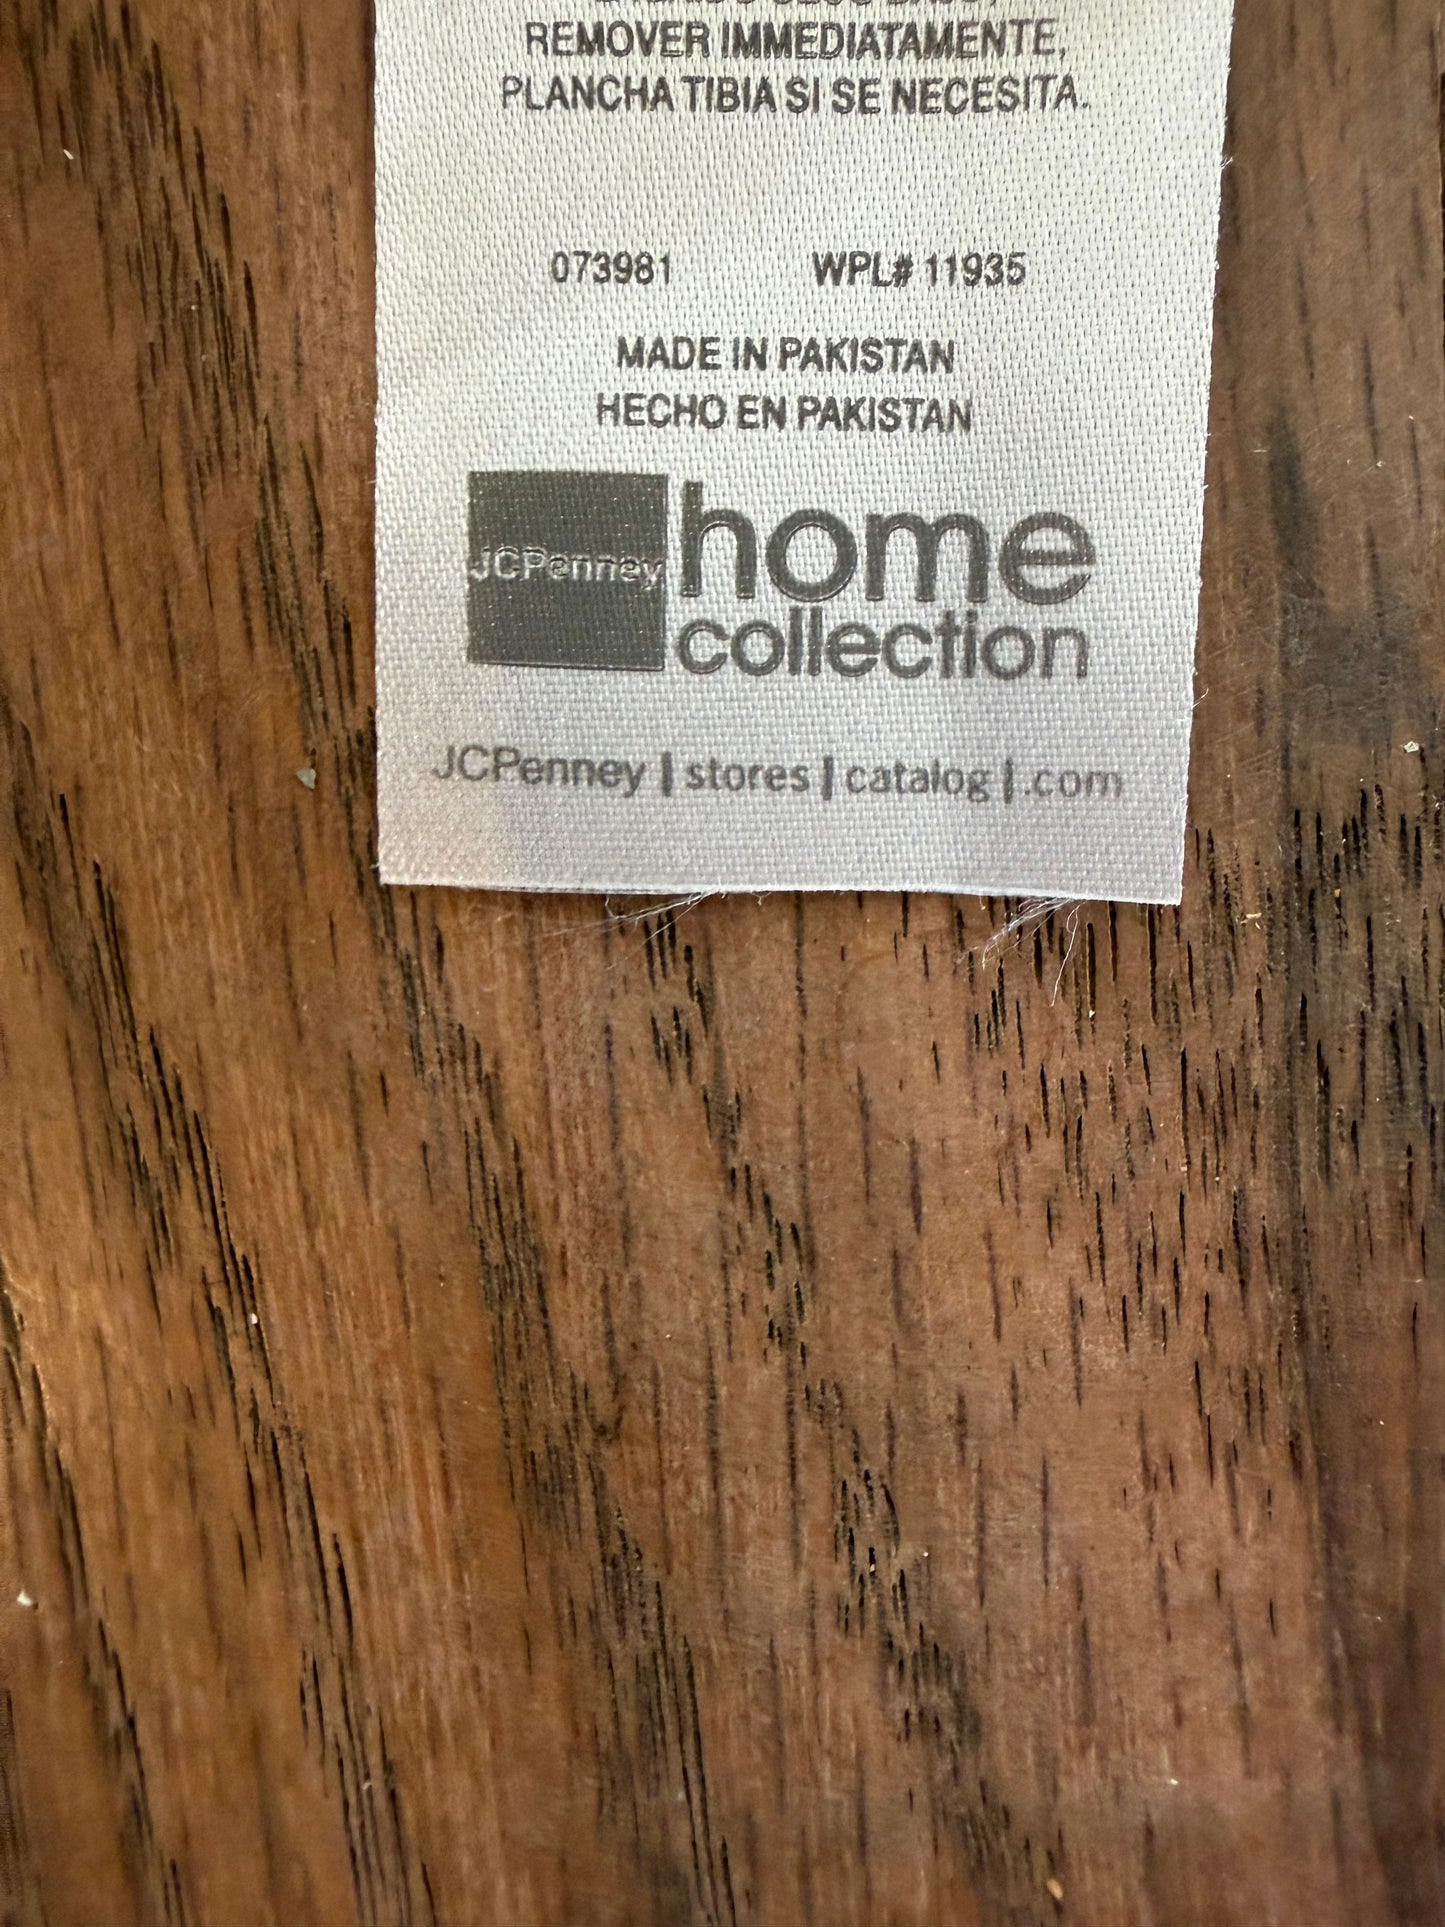 REMOVER IMMEDIATAMENTE,
PLANCHA TIBIA SI SE NECESITA.
073981 WPL# 11935
MADE IN PAKISTAN
HECHO EN PAKISTAN
JCPenney home
collection
JCPenney | stores | catalog | .com